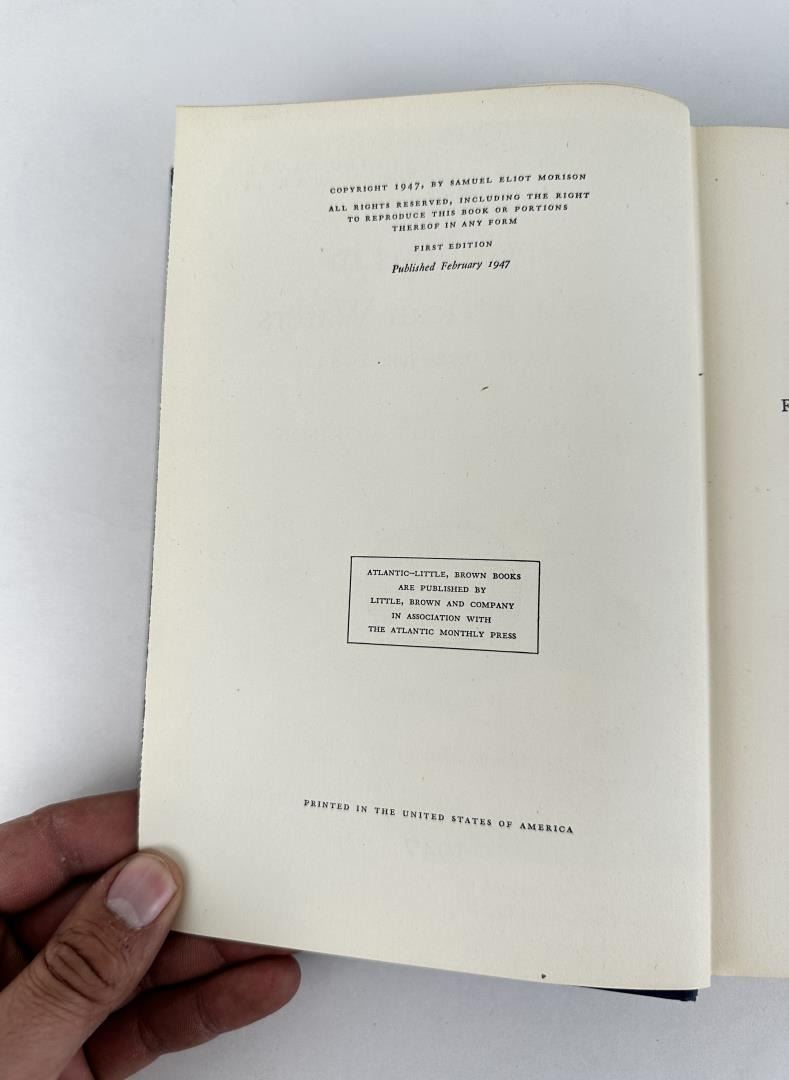 COPYRIGHT 1947, BY SAMUEL ELIOT MORISON
ALL RIGHTS RESERVED, INCLUDING THE RIGHT
TO REPRODUCE THIS BOOK OR PORTIONS
THEREOF IN ANY FORM
FIRST EDITION
Published February 1947
ATLANTIC–LITTLE, BROWN BOOKS
ARE PUBLISHED BY
LITTLE, BROWN AND COMPANY
IN ASSOCIATION WITH
THE ATLANTIC MONTHLY PRESS
PRINTED IN THE UNITED STATES OF AMERICA